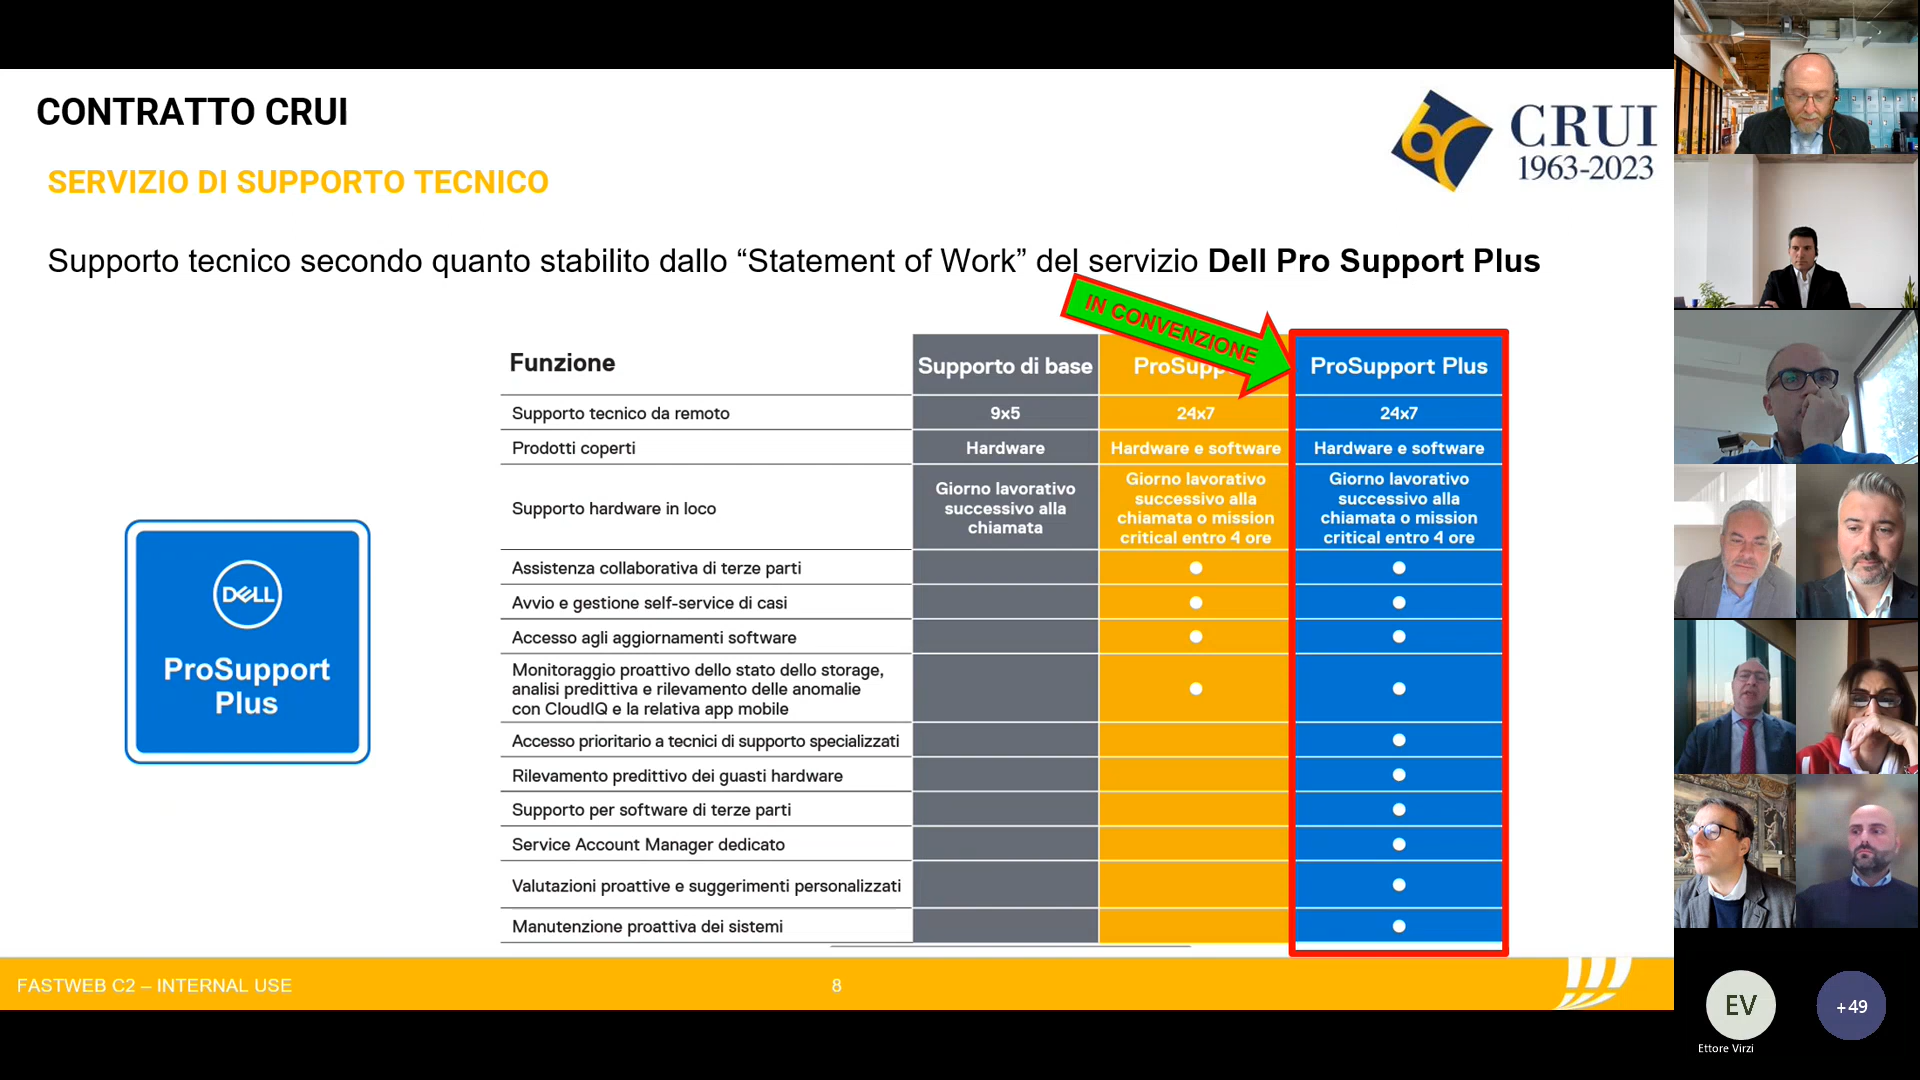 CONTRATTO CRUI
CRUI
1963-2023
SERVIZIO DI SUPPORTO TECNICO
Supporto tecnico secondo quanto stabilito dallo “Statement of Work” del servizio Dell Pro Support Plus
IN CONVENZIONE
Funzione Supporto di base ProSupp ProSupport Plus
Supporto tecnico da remoto 9x5 24x7 24x7
Prodotti coperti Hardware Hardware e software Hardware e software
Supporto hardware in loco
Giorno lavorativo
successivo alla
chiamata
Giorno lavorativo
successivo alla
chiamata o mission
critical entro 4 ore
Giorno lavorativo
successivo alla
chiamata o mission
critical entro 4 ore
Assistenza collaborativa di terze parti
Avvio e gestione self-service di casi
Accesso agli aggiornamenti software
Monitoraggio proattivo dello stato dello storage,
analisi predittiva e rilevamento delle anomalie
con CloudIQ e la relativa app mobile
Accesso prioritario a tecnici di supporto specializzati
Rilevamento predittivo dei guasti hardware
Supporto per software di terze parti
Service Account Manager dedicato
Valutazioni proattive e suggerimenti personalizzati
Manutenzione proattiva dei sistemi
DELL
ProSupport
Plus
FASTWEB C2 – INTERNAL USE
8
EV
Ettore Virzi
+49